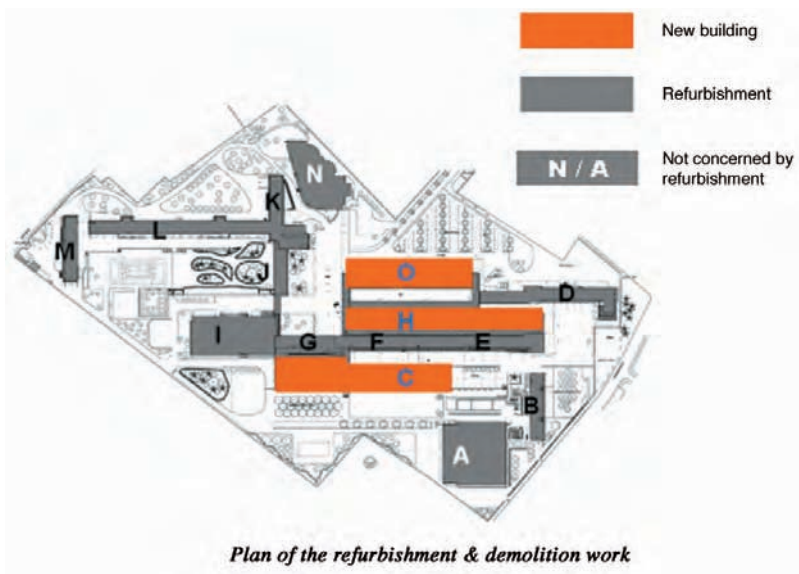 New building
Refurbishment
N / A
Not concerned by
refurbishment
N
K
L
M
J
O
D
H
I
G
F
E
C
B
A
Plan of the refurbishment & demolition work